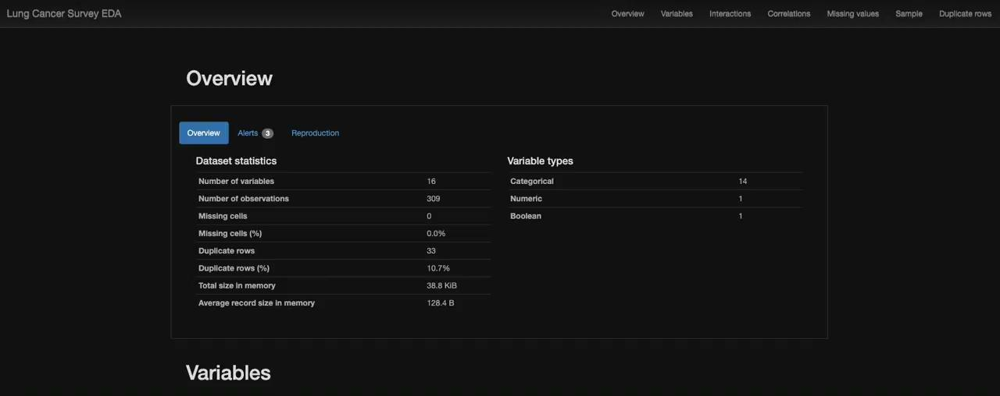 Lung Cancer Survey EDA
Overview Variables Interactions Correlations Missing values Sample Duplicate rows
Overview
Overview Alerts 3 Reproduction
Dataset statistics
Number of variables 16
Number of observations 309
Missing cells 0
Missing cells (%) 0.0%
Duplicate rows 33
Duplicate rows (%) 10.7%
Total size in memory 38.8 KiB
Average record size in memory 128.4 B
Variable types
Categorical 14
Numeric 1
Boolean 1
Variables